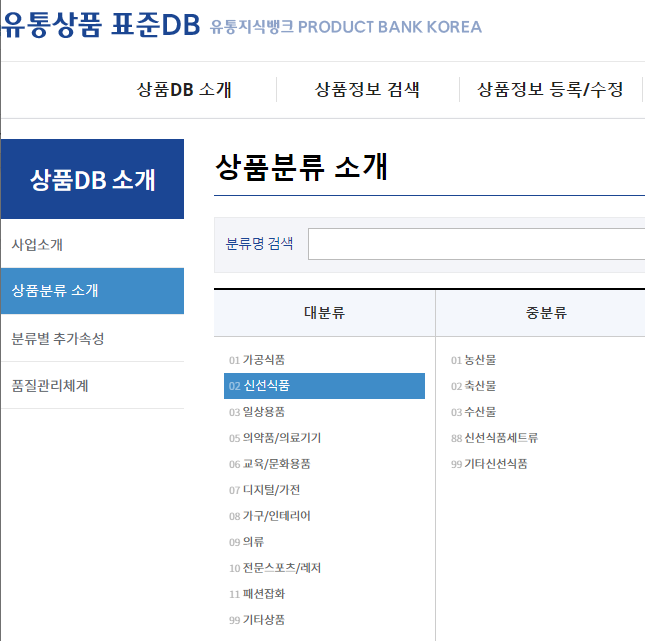 유통상품 표준DB 유통지식뱅크 PRODUCT BANK KOREA
상품DB 소개
상품정보 검색
상품정보 등록/수정
상품DB 소개
사업소개
상품분류 소개
분류별 추가속성
품질관리체계
상품분류 소개
분류명 검색
대분류
01 가공식품
02 신선식품
03 일상용품
05 의약품/의료기기
06 교육/문화용품
07 디지털/가전
08 가구/인테리어
09 의류
10 전문스포츠/레저
11 패션잡화
99 기타상품
중분류
01 농산물
02 축산물
03 수산물
88 신선식품세트류
99 기타신선식품